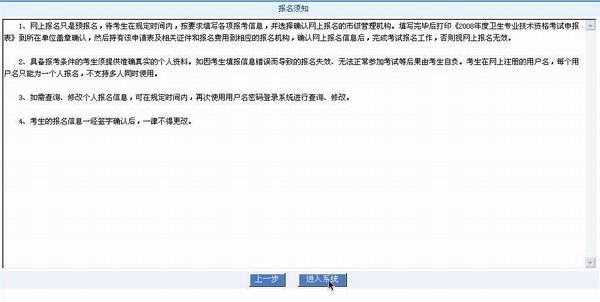 报名须知
1、网上报名只是预报名，待考生在规定时间内，按要求填写各项报考信息，并选择确认网上报名的市级管理机构。填写完毕后打印《2008年度卫生专业技术资格考试申报
表》到所在单位盖章确认，然后持有该申请表及相关证件和报名费用到相应的报名机构，确认网上报名信息后，完成考试报名工作，否则视网上报名无效。
2、具备报考条件的考生须提供准确真实的个人资料。如因考生填报信息错误而导致的报名失败、无法正常参加考试等后果由考生自负。考生在网上注册的用户名，每个用
户名只能为一个人报名，不支持多人同时使用。
3、如需查询、修改个人报名信息，可在规定时间内，再次使用用户名密码登录系统进行查询、修改。
4、考生的报名信息一经签字确认后，一律不得更改。
上一步
进入系统